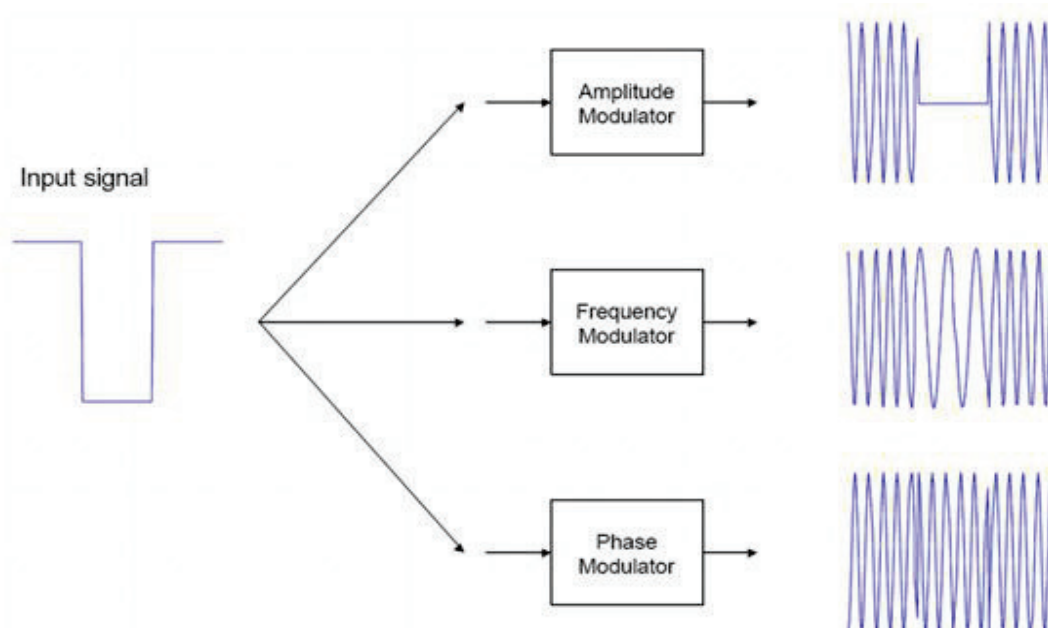 Input signal
Amplitude
Modulator
Frequency
Modulator
Phase
Modulator